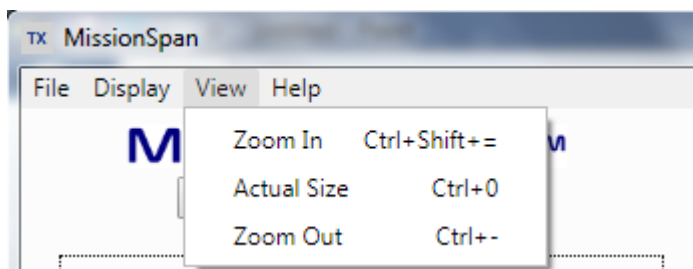 TX MissionSpan
File Display View Help
Zoom In Ctrl+Shift+=
Actual Size Ctrl+0
Zoom Out Ctrl+-